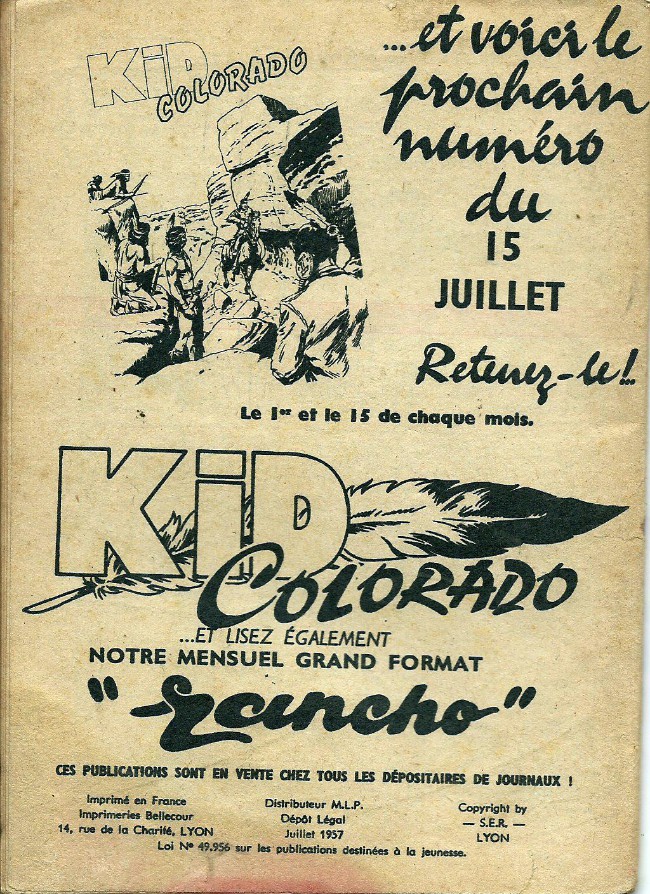 KiD
COLORADO
...et voici le
prochain
numéro
du
15
JUILLET
Retenez-le!..
Le 1er et le 15 de chaque mois.
KiD
COLORADO
...ET LISEZ ÉGALEMENT
NOTRE MENSUEL GRAND FORMAT
"Rancho"
CES PUBLICATIONS SONT EN VENTE CHEZ TOUS LES DÉPOSITAIRES DE JOURNAUX !
Imprimé en France
Imprimeries Bellecour
14, rue de la Charité, LYON
Distributeur M.L.P.
Dépôt Légal
Juillet 1957
Copyright by
— S.E.R. —
LYON
Loi N° 49.956 sur les publications destinées à la jeunesse.